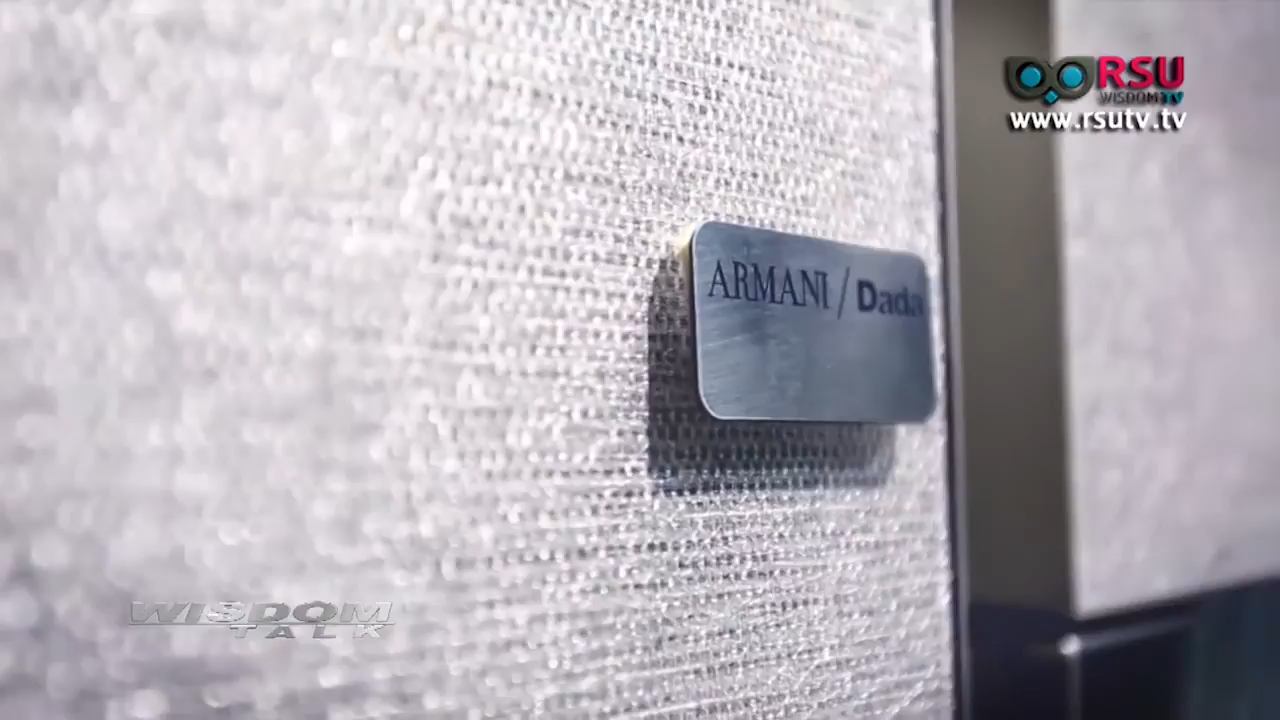 RSU
WISDOM TV
www.rsutv.tv
ARMANI / Dada
WISDOM
TALK